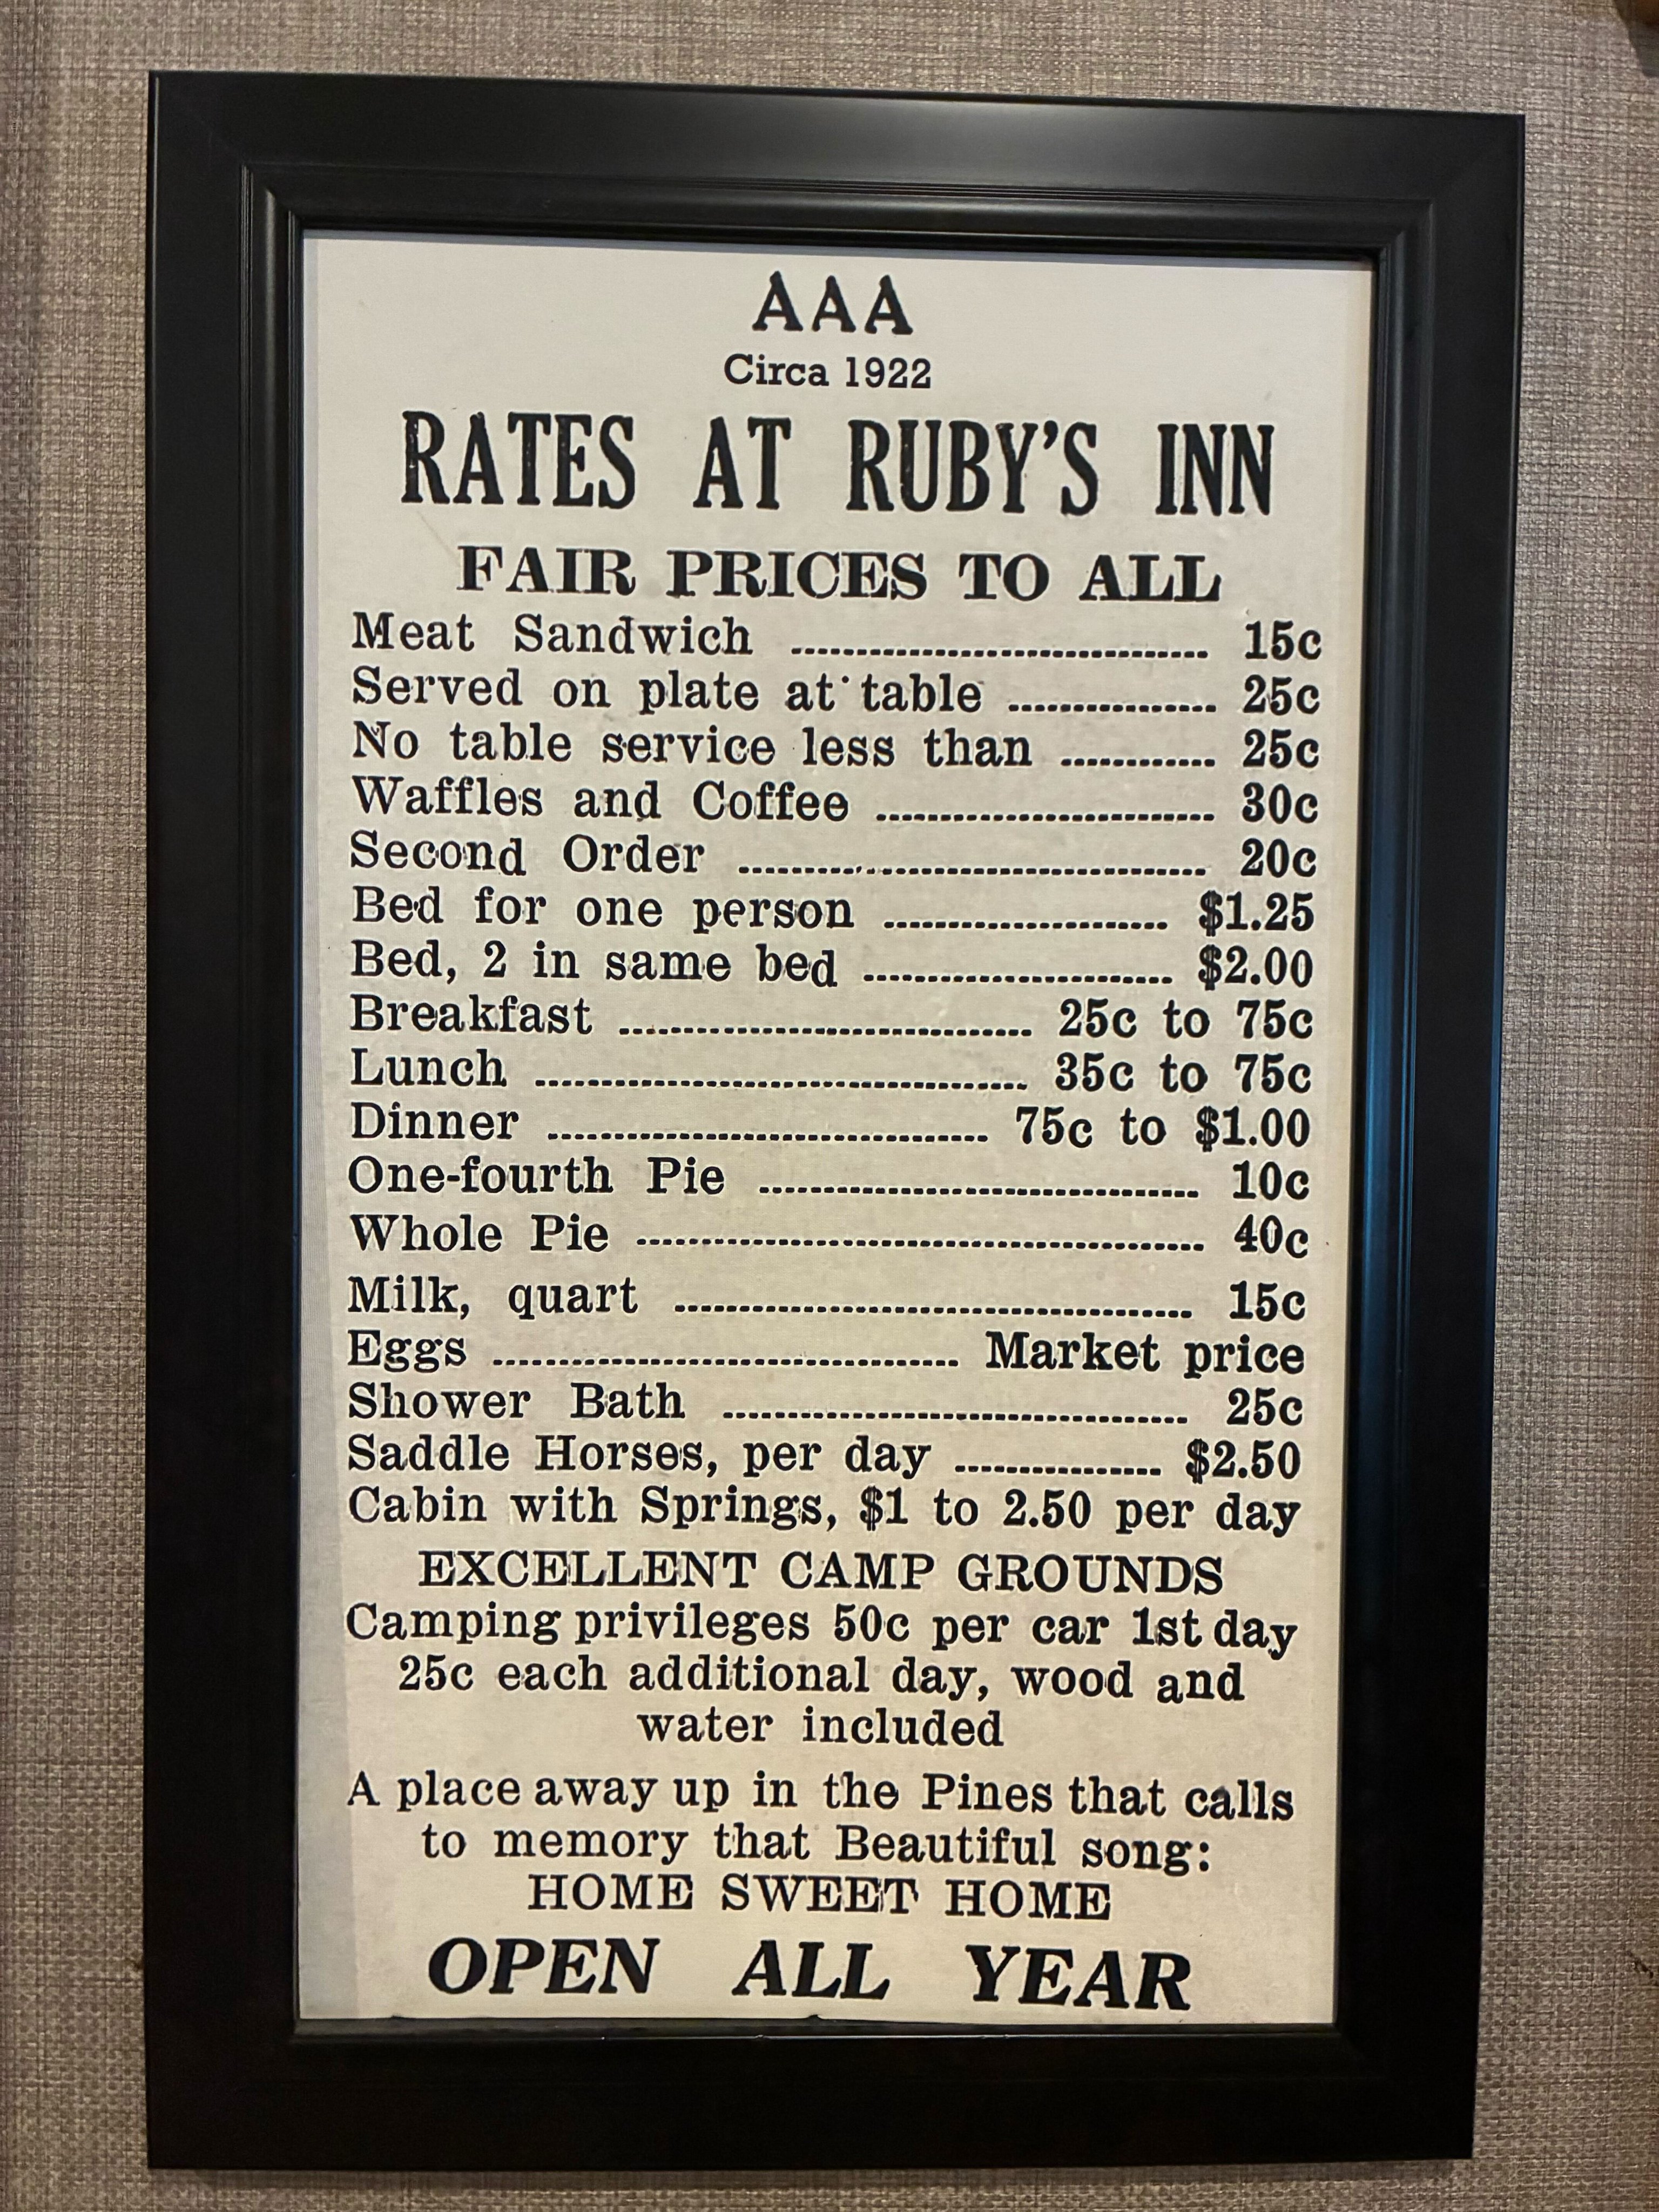 AAA
Circa 1922
RATES AT RUBY'S INN
FAIR PRICES TO ALL
Meat Sandwich ................................ 15c
Served on plate at table ................ 25c
No table service less than ............ 25c
Waffles and Coffee .......................... 30c
Second Order .................................... 20c
Bed for one person ...................... $1.25
Bed, 2 in same bed ........................ $2.00
Breakfast ................................ 25c to 75c
Lunch ...................................... 35c to 75c
Dinner .................................. 75c to $1.00
One-fourth Pie .................................. 10c
Whole Pie ............................................ 40c
Milk, quart ........................................ 15c
Eggs .................................... Market price
Shower Bath .................................... 25c
Saddle Horses, per day ................ $2.50
Cabin with Springs, $1 to 2.50 per day
EXCELLENT CAMP GROUNDS
Camping privileges 50c per car 1st day
25c each additional day, wood and
water included
A place away up in the Pines that calls
to memory that Beautiful song:
HOME SWEET HOME
OPEN ALL YEAR